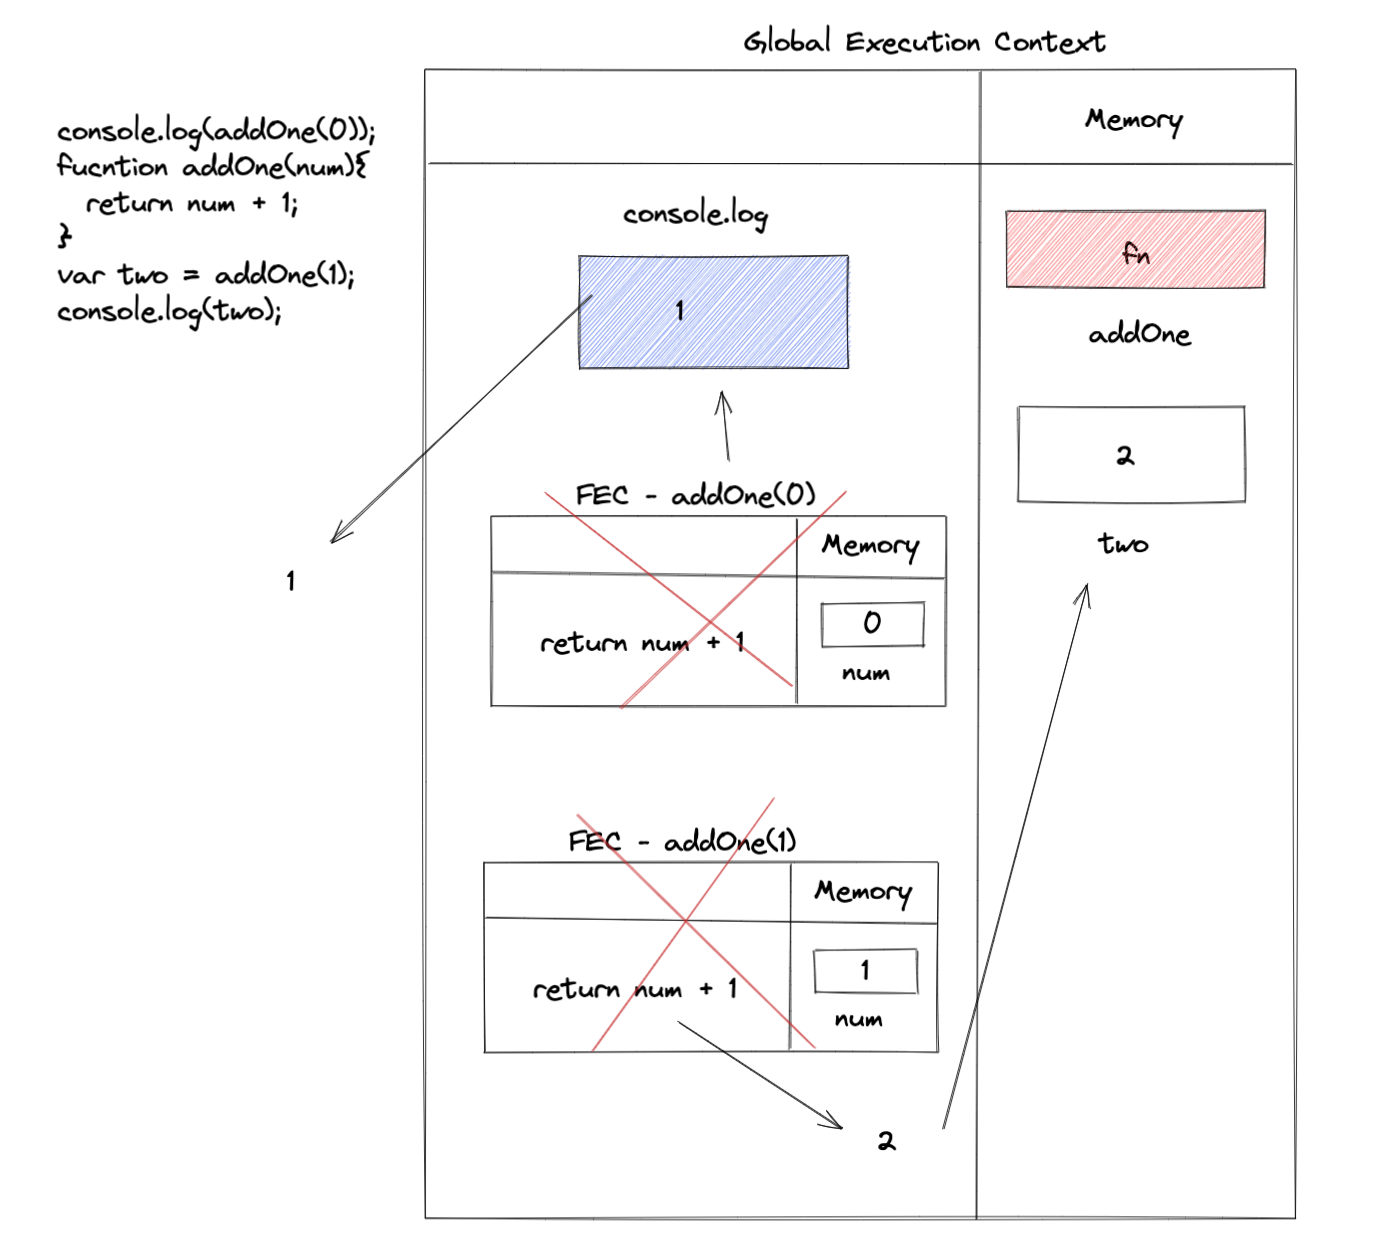 Global Execution Context
console.log(addOne(0));
fucntion addOne(num){
return num + 1;
}
var two = addOne(1);
console.log(two);
Memory
console.log
1
fn
addOne
2
two
1
FEC - addOne(0)
Memory
return num + 1
0
num
FEC - addOne(1)
Memory
return num + 1
1
num
2